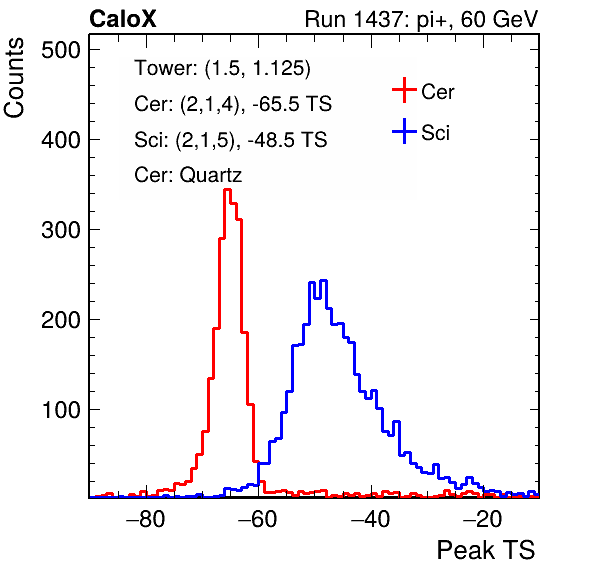 CaloX Run 1437: pi+, 60 GeV
Counts
500
400
300
200
100
Tower: (1.5, 1.125)
Cer: (2,1,4), -65.5 TS
Sci: (2,1,5), -48.5 TS
Cer: Quartz
Cer
Sci
−80 −60 −40 −20
Peak TS